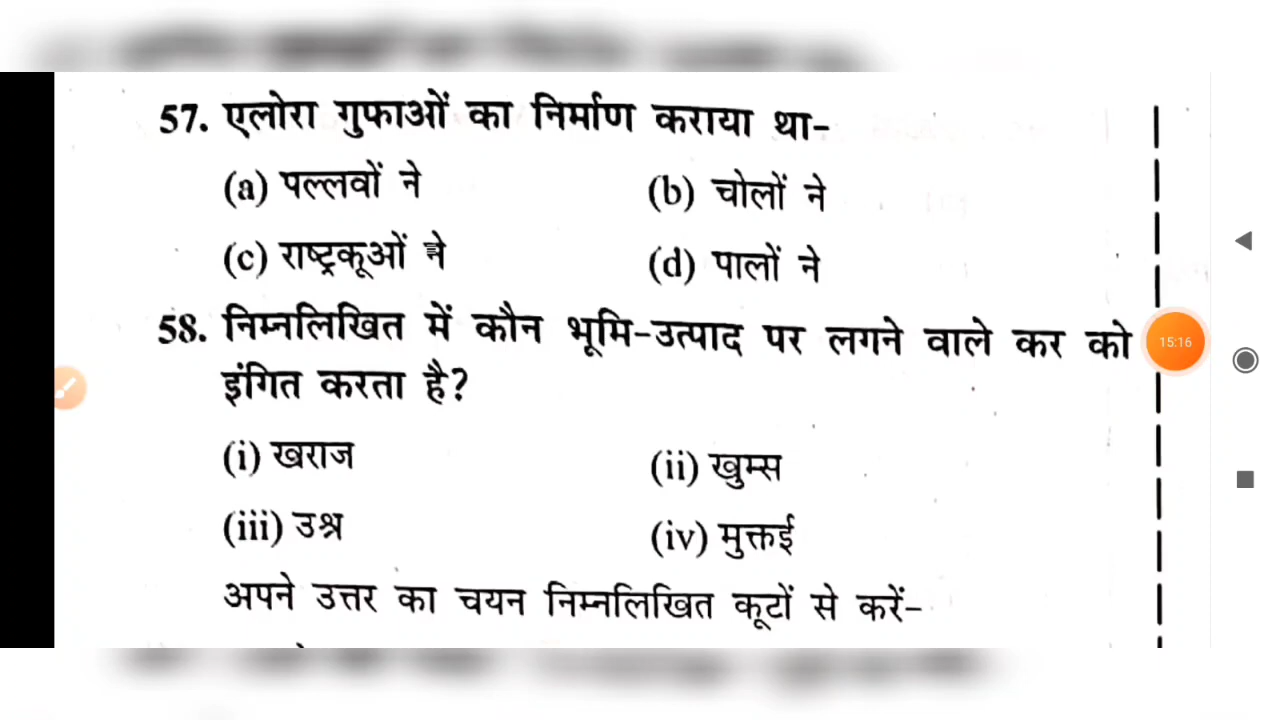 57. एलोरा गुफाओं का निर्माण कराया था-
(a) पल्लवों ने (b) चोलों ने
(c) राष्ट्रकूओं ने (d) पालों ने
58. निम्नलिखित में कौन भूमि-उत्पाद पर लगने वाले कर को
15:16
इंगित करता है?
(i) खराज (ii) खुम्स
(iii) उश्र (iv) मुक्तई
अपने उत्तर का चयन निम्नलिखित कूटों से करें-